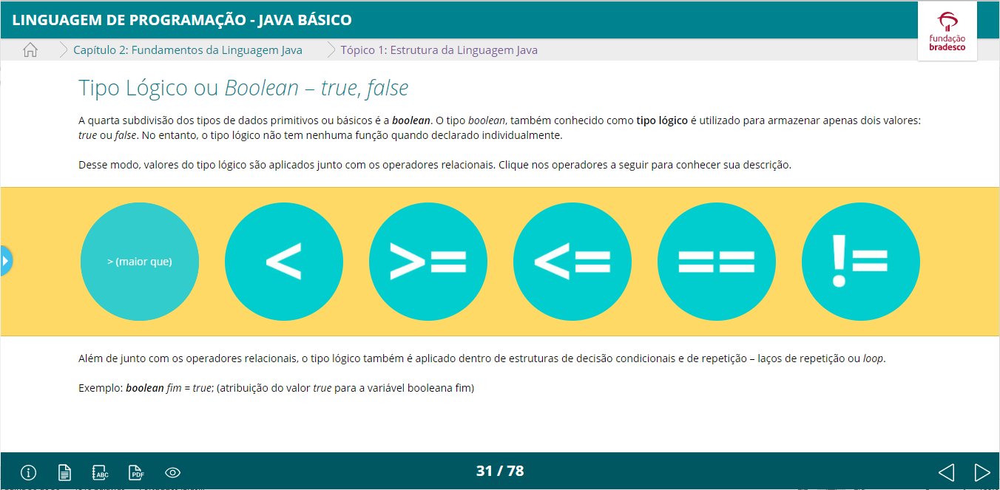 LINGUAGEM DE PROGRAMAÇÃO - JAVA BÁSICO
fundação
bradesco
Capítulo 2: Fundamentos da Linguagem Java
Tópico 1: Estrutura da Linguagem Java
Tipo Lógico ou Boolean – true, false
A quarta subdivisão dos tipos de dados primitivos ou básicos é a boolean. O tipo boolean, também conhecido como tipo lógico é utilizado para armazenar apenas dois valores:
true ou false. No entanto, o tipo lógico não tem nenhuma função quando declarado individualmente.
Desse modo, valores do tipo lógico são aplicados junto com os operadores relacionais. Clique nos operadores a seguir para conhecer sua descrição.
> (maior que)
<
>=
<=
==
!=
Além de junto com os operadores relacionais, o tipo lógico também é aplicado dentro de estruturas de decisão condicionais e de repetição – laços de repetição ou loop.
Exemplo: boolean fim = true; (atribuição do valor true para a variável booleana fim)
ABC
PDF
31 / 78